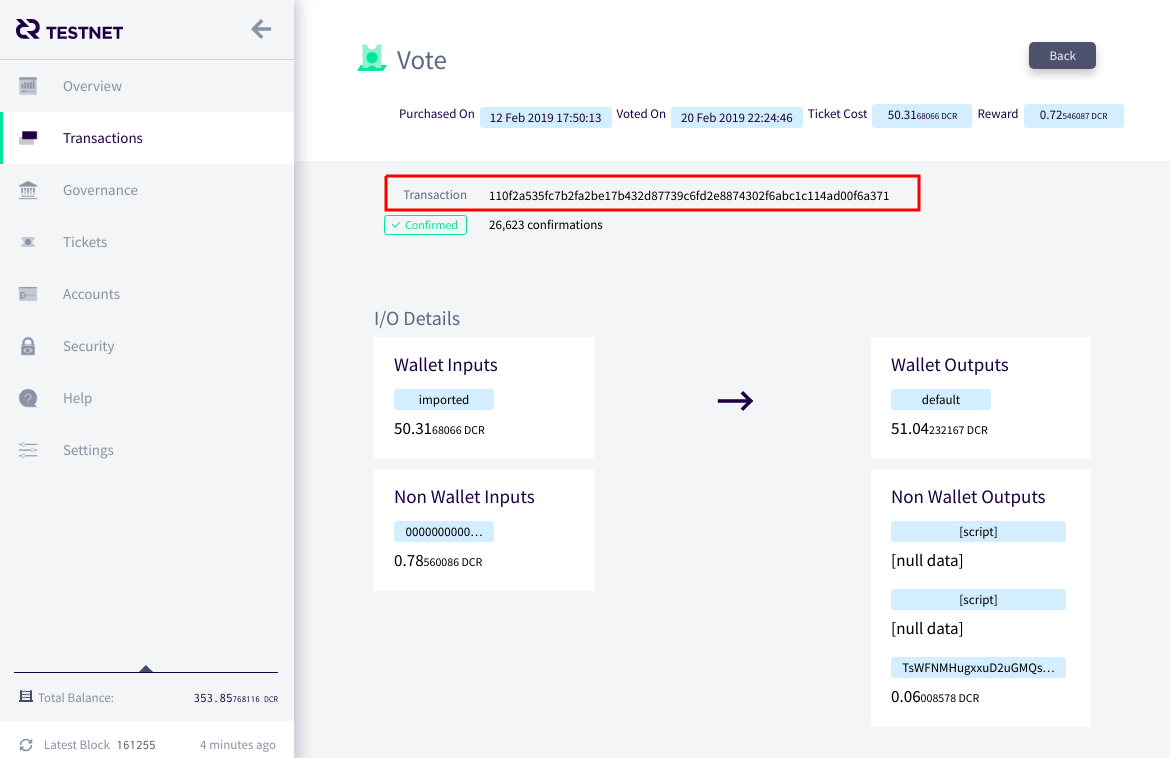 TESTNET
Overview
Transactions
Governance
Tickets
Accounts
Security
Help
Settings
Total Balance: 353.85768116 DCR
Latest Block 161255 4 minutes ago
Vote
Back
Purchased On 12 Feb 2019 17:50:13 Voted On 20 Feb 2019 22:24:46 Ticket Cost 50.3168066 DCR Reward 0.72546087 DCR
Transaction 110f2a535fc7b2fa2be17b432d87739c6fd2e8874302f6abc1c114ad00f6a371
Confirmed 26,623 confirmations
I/O Details
Wallet Inputs
imported
50.3168066 DCR
Non Wallet Inputs
0000000000...
0.78560086 DCR
Wallet Outputs
default
51.04232167 DCR
Non Wallet Outputs
[script]
[null data]
[script]
[null data]
TsWFNMHugxxuD2uGMQs...
0.06008578 DCR